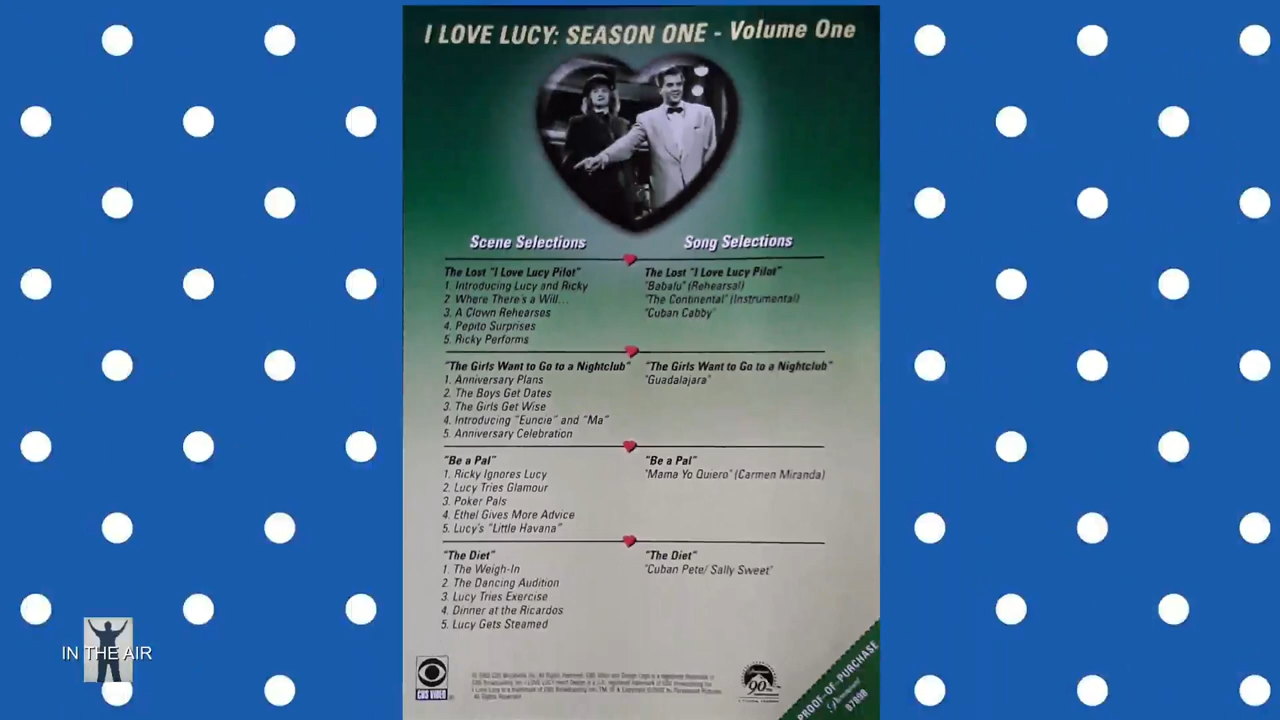 I LOVE LUCY: SEASON ONE - Volume One
Scene Selections
The Lost "I Love Lucy Pilot"
1. Introducing Lucy and Ricky
2 Where There's a Will...
3. A Clown Rehearses
4. Pepito Surprises
5. Ricky Performs
"The Girls Want to Go to a Nightclub"
1. Anniversary Plans
2. The Boys Get Dates
3. The Girls Get Wise
4. Introducing "Euncie" and "Ma"
5. Anniversary Celebration
"Be a Pal"
1. Ricky Ignores Lucy
2. Lucy Tries Glamour
3. Poker Pals
4. Ethel Gives More Advice
5. Lucy's "Little Havana"
"The Diet"
1. The Weigh-In
2. The Dancing Audition
3. Lucy Tries Exercise
4. Dinner at the Ricardos
5. Lucy Gets Steamed
Song Selections
The Lost "I Love Lucy Pilot"
"Babalu" (Rehearsal)
"The Continental" (Instrumental)
"Cuban Cabby"
"The Girls Want to Go to a Nightclub"
"Guadalajara"
"Be a Pal"
"Mama Yo Quiero" (Carmen Miranda)
"The Diet"
"Cuban Pete/ Sally Sweet"
IN THE AIR
CBS VIDEO
Paramount
90
PROOF-OF-PURCHASE
87698